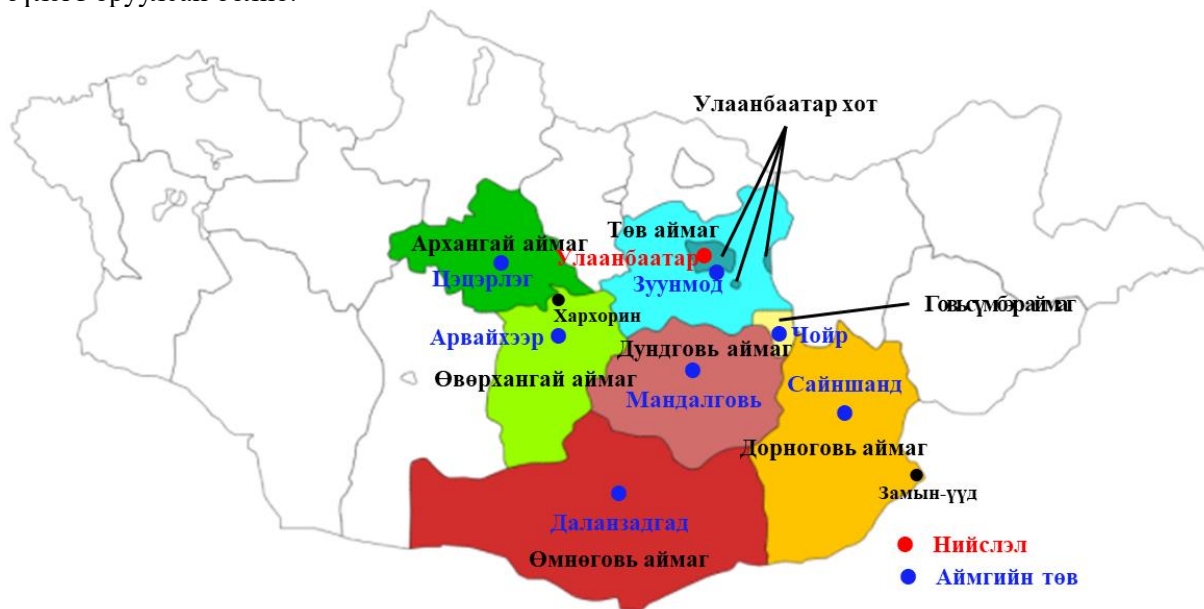 Улаанбаатар хот
Төв аймаг
Архангай аймаг
Улаанбаатар
Цэцэрлэг
Зуунмод
Хархорин
Арвайхээр
Чойр
Дундговь аймаг
Өвөрхангай аймаг
Сайншанд
Мандалговь
Дорноговь аймаг
Замын-үүд
Даланзадгад
Өмнөговь аймаг
Нийслэл
Аймгийн төв